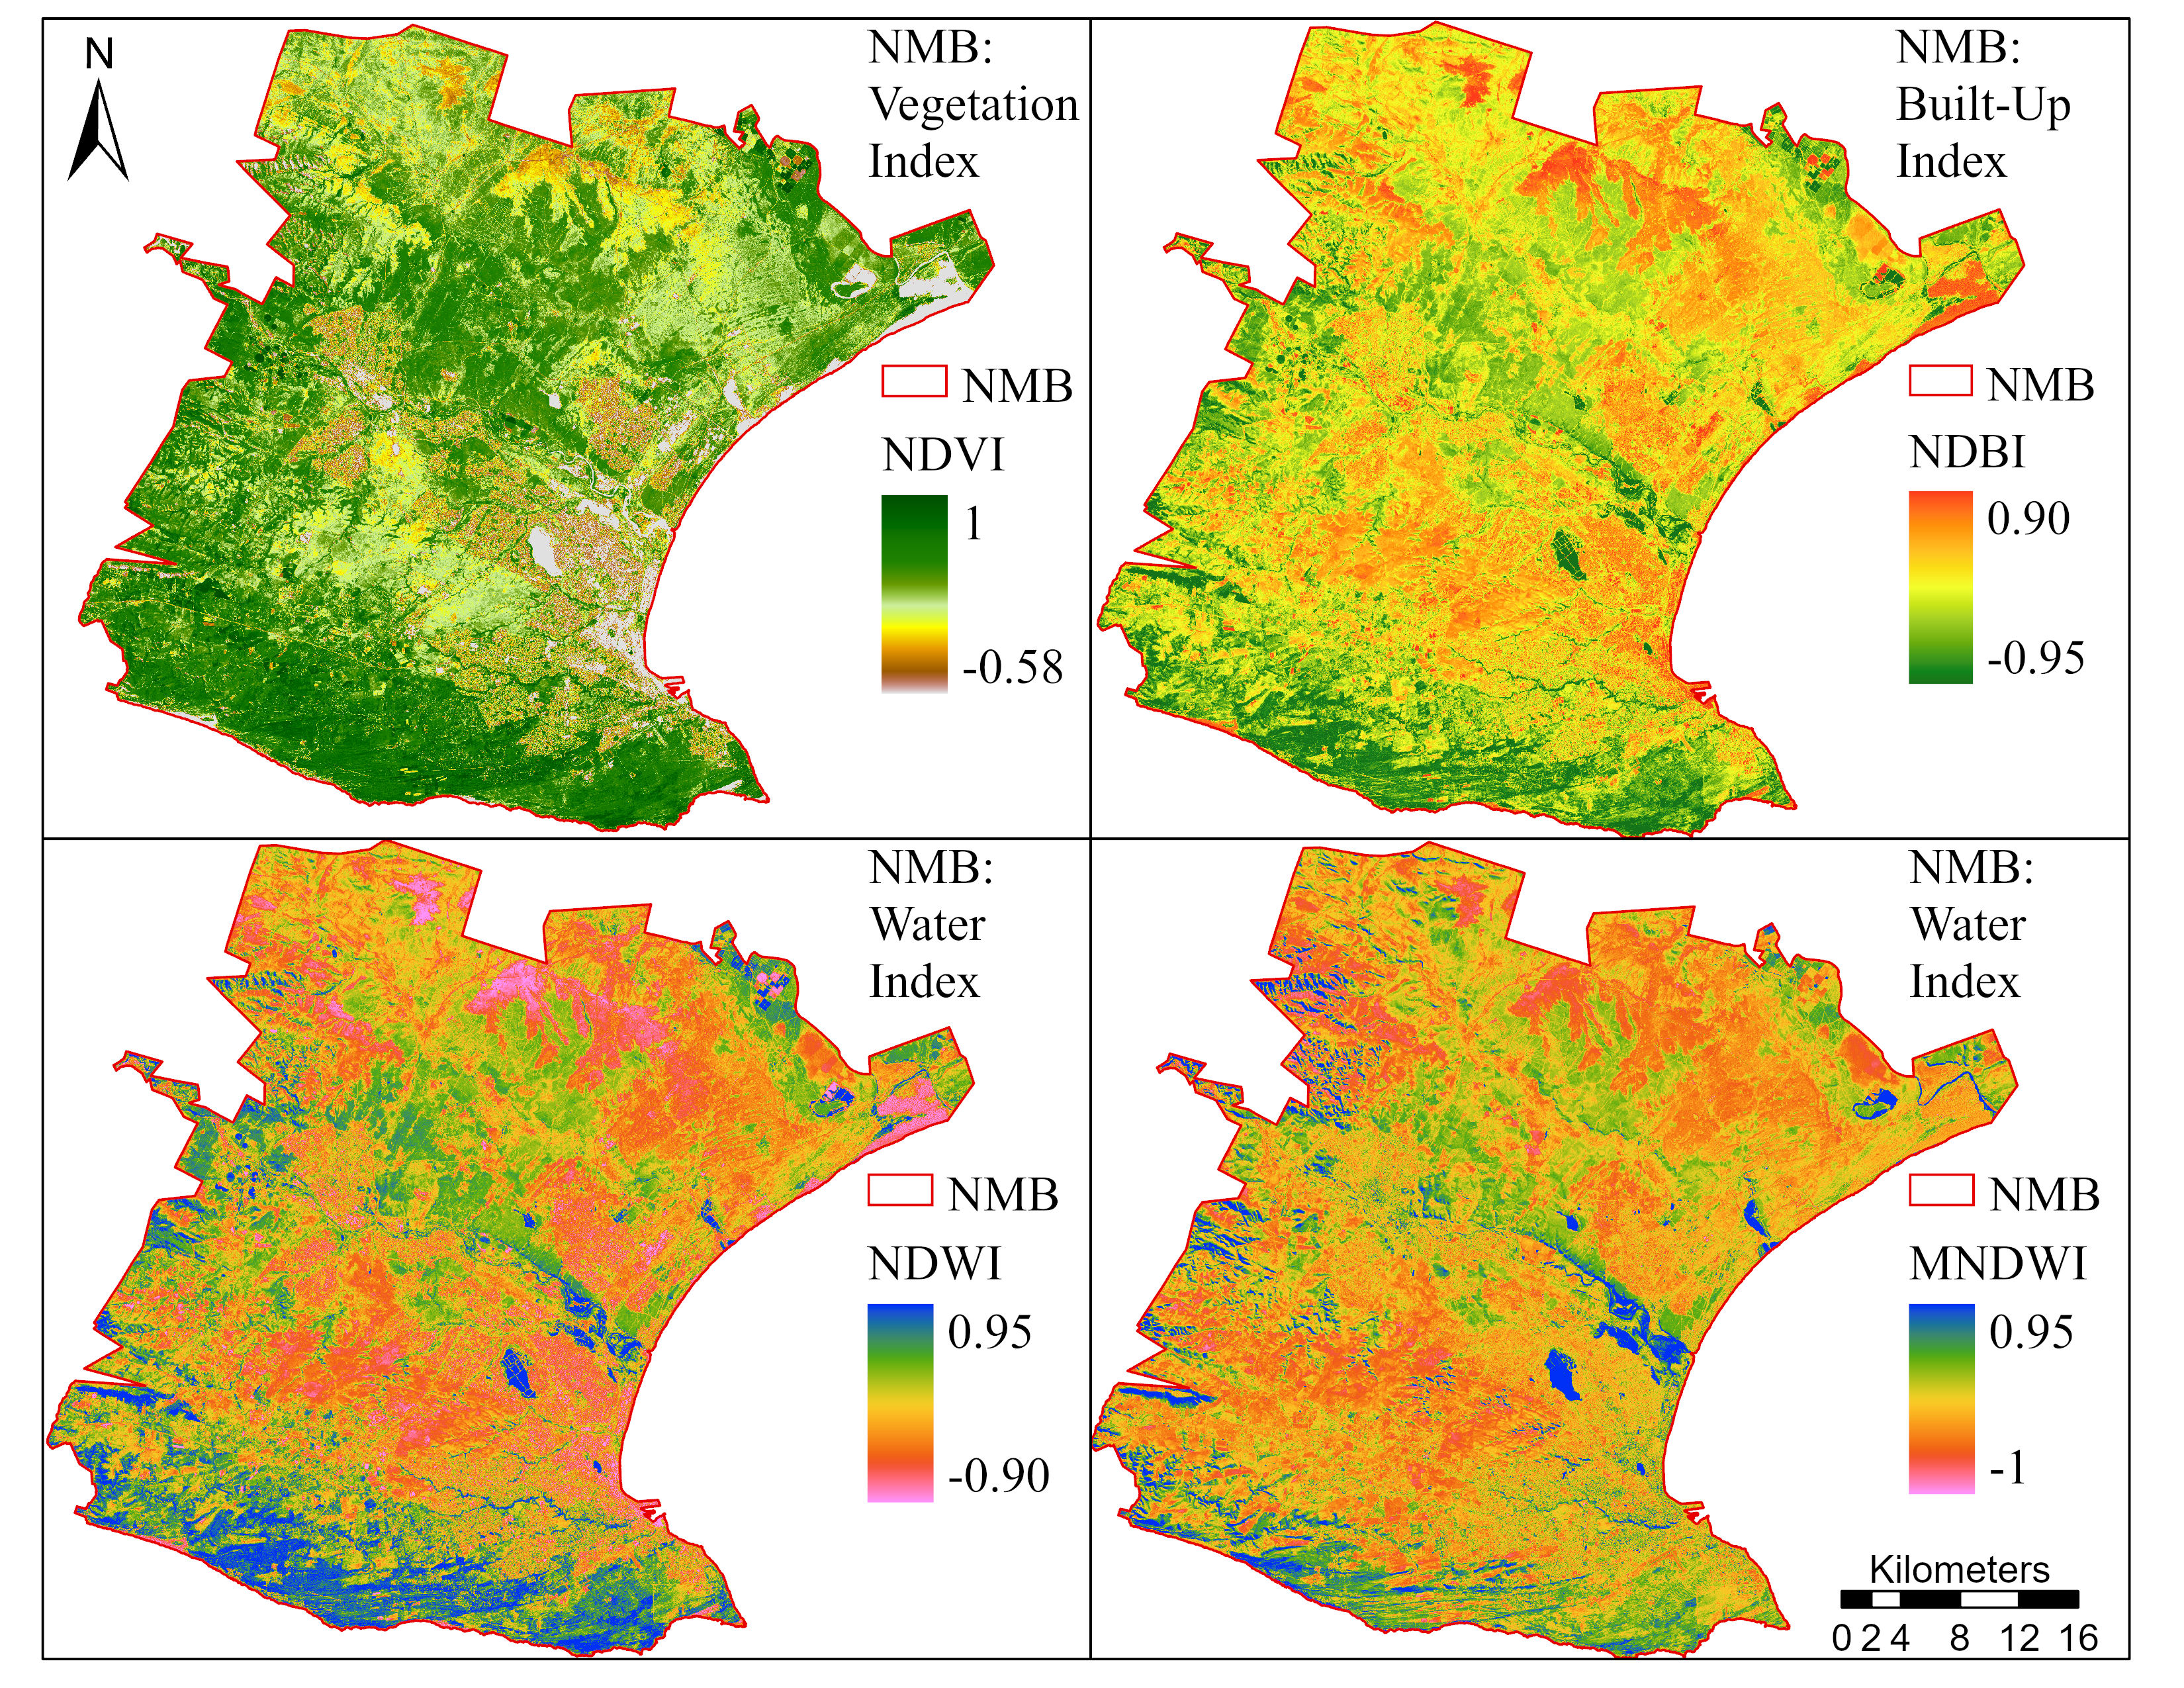 N
NMB:
Vegetation
Index
NMB
NDVI
1
-0.58
NMB:
Built-Up
Index
NMB
NDBI
0.90
-0.95
NMB:
Water
Index
NMB
NDWI
0.95
-0.90
NMB:
Water
Index
NMB
MNDWI
0.95
-1
Kilometers
0 2 4 8 12 16